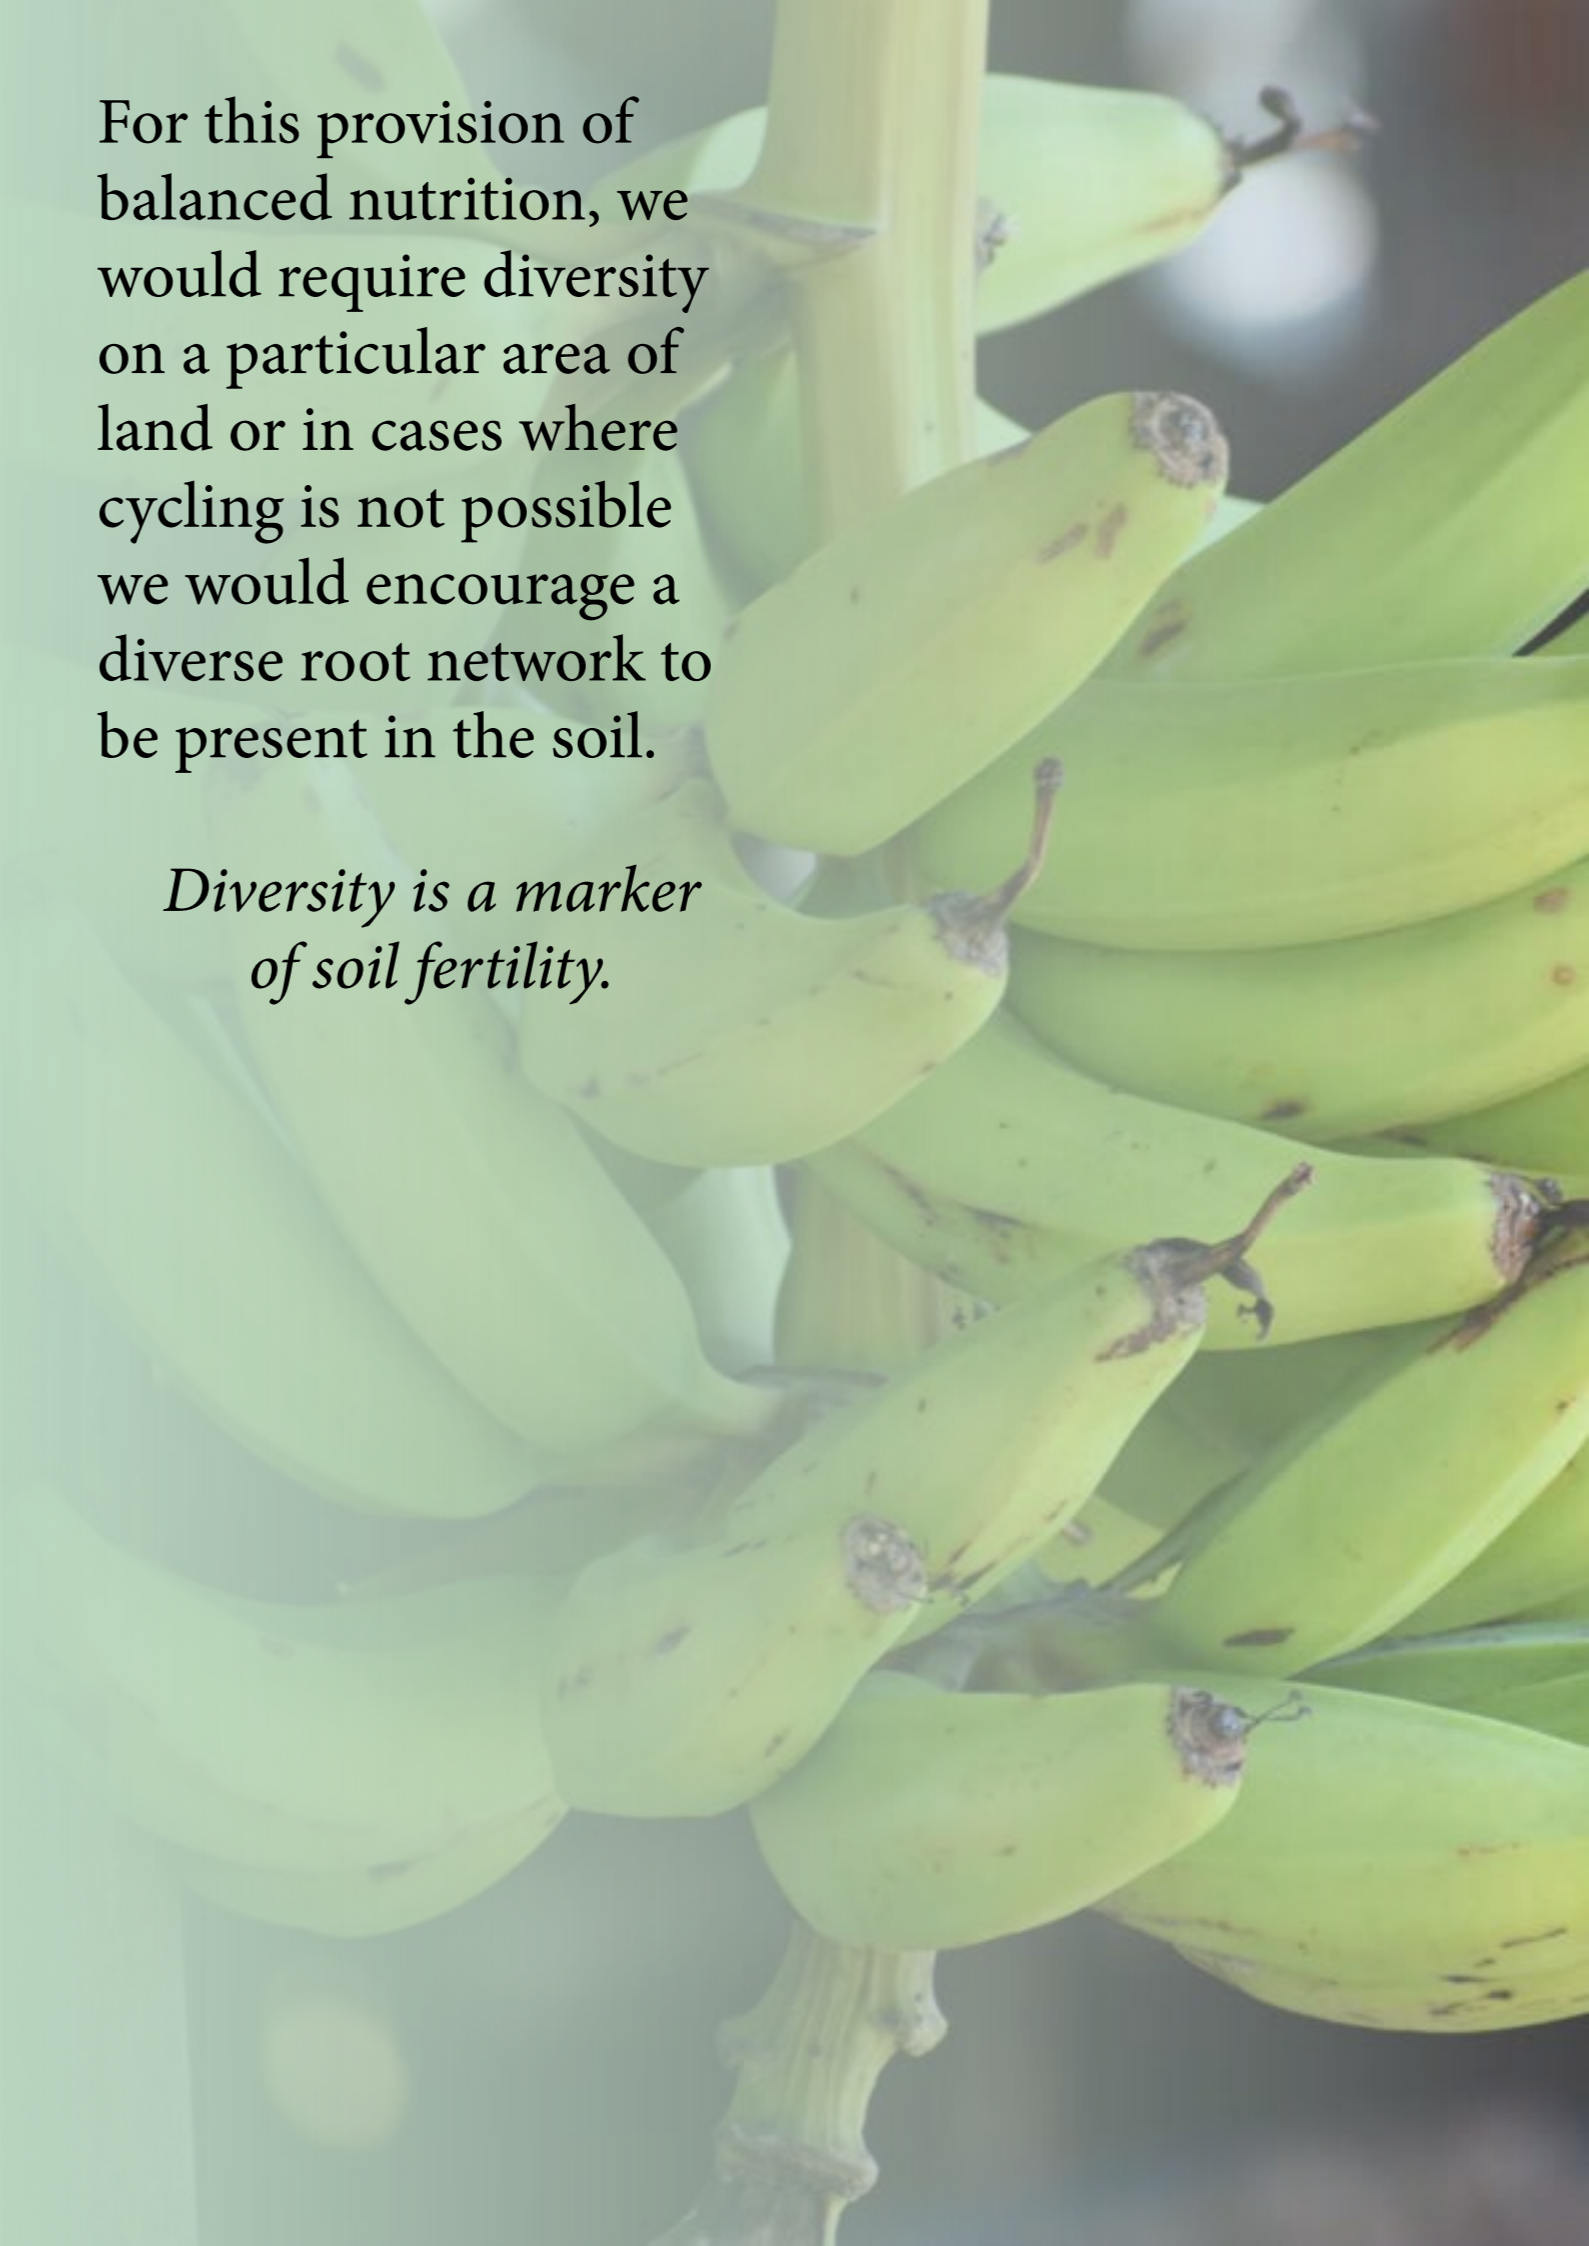 For this provision of
balanced nutrition, we
would require diversity
on a particular area of
land or in cases where
cycling is not possible
we would encourage a
diverse root network to
be present in the soil.
Diversity is a marker
of soil fertility.